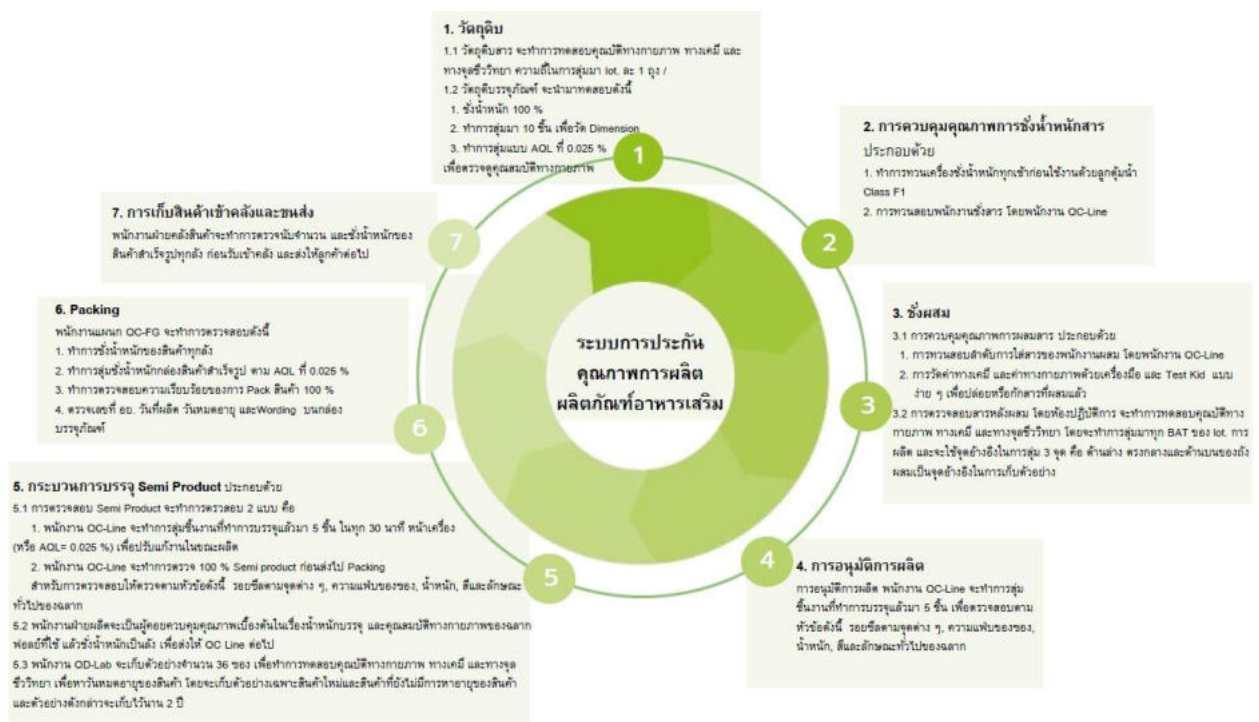 1. วัตถุดิบ
1.1 วัตถุดิบสาร จะทำการทดสอบคุณบัติทางกายภาพ ทางเคมี และ
ทางจุลชีววิทยา ความถี่ในการสุ่มมา lot. ละ 1 ถุง /
1.2 วัตถุดิบรรจุภัณฑ์ จะนำมาทดสอบดังนี้
1. ชั่งน้ำหนัก 100 %
2. ทำการสุ่มมา 10 ชิ้น เพื่อวัด Dimension
3. ทำการสุ่มแบบ AQL ที่ 0.025 %
เพื่อตรวจดูคุณสมบัติทางกายภาพ
1
2. การควบคุมคุณภาพการชั่งน้ำหนักสาร
ประกอบด้วย
1. ทำการทวนเครื่องชั่งน้ำหนักทุกเช้าก่อนใช้งานด้วยลูกตุ้มน้ำ
Class F1
2. การทวนสอบพนักงานชั่งสาร โดยพนักงาน QC-Line
2
3. ชั่งผสม
3.1 การควบคุมคุณภาพการผสมสาร ประกอบด้วย
1. การทวนสอบลำดับการใส่สารของพนักงานผสม โดยพนักงาน QC-Line
2. การวัดค่าทางเคมี และค่าทางกายภาพด้วยเครื่องมือ และ Test Kid แบบ
ง่าย ๆ เพื่อปล่อยหรือกักสารที่ผสมแล้ว
3.2 การตรวจสอบสารหลังผสม โดยห้องปฏิบัติการ จะทำการทดสอบคุณบัติทาง
กายภาพ ทางเคมี และทางจุลชีววิทยา โดยจะทำการสุ่มมาทุก BAT ของ lot. การ
ผลิต และจะใช้จุดอ้างอิงในการสุ่ม 3 จุด คือ ด้านล่าง ตรงกลางและด้านบนของถัง
ผสมเป็นจุดอ้างอิงในการเก็บตัวอย่าง
3
4. การอนุมัติการผลิต
การอนุมัติการผลิต พนักงาน QC-Line จะทำการสุ่ม
ชิ้นงานที่ทำการบรรจุแล้วมา 5 ชิ้น เพื่อตรวจสอบตาม
หัวข้อดังนี้ รอยซีลตามจุดต่าง ๆ, ความแฟบของซอง,
น้ำหนัก, สีและลักษณะทั่วไปของฉลาก
4
5. กระบวนการบรรจุ Semi Product ประกอบด้วย
5.1 การตรวจสอบ Semi Product จะทำการตรวสอบ 2 แบบ คือ
1. พนักงาน QC-Line จะทำการสุ่มชิ้นงานที่ทำการบรรจุแล้วมา 5 ชิ้น ในทุก 30 นาที หน้าเครื่อง
(หรือ AQL= 0.025 %) เพื่อปรับแก้งานในขณะผลิต
2. พนักงาน QC-Line จะทำการตรวจ 100 % Semi product ก่อนส่งไป Packing
สำหรับการตรวจสอบให้ตรวจตามหัวข้อดังนี้ รอยซีลตามจุดต่าง ๆ, ความแฟบของซอง, น้ำหนัก, สีและลักษณะ
ทั่วไปของฉลาก
5.2 พนักงานฝ่ายผลิตจะเป็นผู้คอยควบคุมคุณภาพเบื้องต้นในเรื่องน้ำหนักบรรจุ และคุณสมบัติทางกายภาพของฉลาก
ฟอลย์ที่ใช้ แล้วชั่งน้ำหนักเป็นลัง เพื่อส่งให้ QC Line ต่อไป
5.3 พนักงาน QD-Lab จะเก็บตัวอย่างจำนวน 36 ซอง เพื่อทำการทดสอบคุณบัติทางกายภาพ ทางเคมี และทางจุล
ชีววิทยา เพื่อหาวันหมดอายุของสินค้า โดยจะเก็บตัวอย่างเฉพาะสินค้าใหม่และสินค้าที่ยังไม่มีการหาอายุของสินค้า
และตัวอย่างดังกล่าวจะเก็บไว้นาน 2 ปี
5
6. Packing
พนักงานแผนก QC-FG จะทำการตรวจสอบดังนี้
1. ทำการชั่งน้ำหนักของสินค้าทุกลัง
2. ทำการสุ่มชั่งน้ำหนักกล่องสินค้าสำเร็จรูป ตาม AQL ที่ 0.025 %
3. ทำการตรวจสอบความเรียบร้อยของการ Pack สินค้า 100 %
4. ตรวจเลขที่ อย. วันที่ผลิต วันหมดอายุ และWording บนกล่อง
บรรจุภัณฑ์
6
7. การเก็บสินค้าเข้าคลังและขนส่ง
พนักงานฝ่ายคลังสินค้าจะทำการตรวจนับจำนวน และชั่งน้ำหนักของ
สินค้าสำเร็จรูปทุกลัง ก่อนรับเข้าคลัง และส่งให้ลูกค้าต่อไป
7
ระบบการประกัน
คุณภาพการผลิต
ผลิตภัณฑ์อาหารเสริม